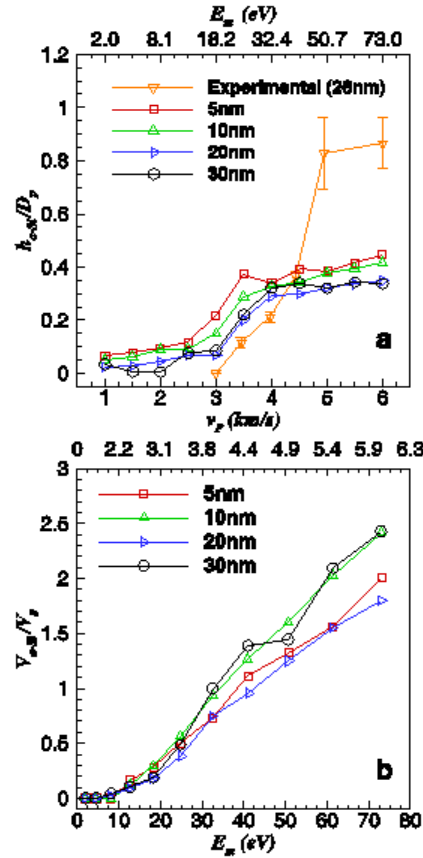 E_m (eV)
2.0 8.1 18.2 32.4 50.7 73.0
1.2
1
0.8
0.6
0.4
0.2
0
h_c-Si/D_p
Experimental (26nm)
5nm
10nm
20nm
30nm
a
1 2 3 4 5 6
v_p (km/s)
0 2.2 3.1 3.8 4.4 4.9 5.4 5.9 6.3
3
2.5
2
1.5
1
0.5
0
5nm
10nm
20nm
30nm
b
0 10 20 30 40 50 60 70 80
E_m (eV)